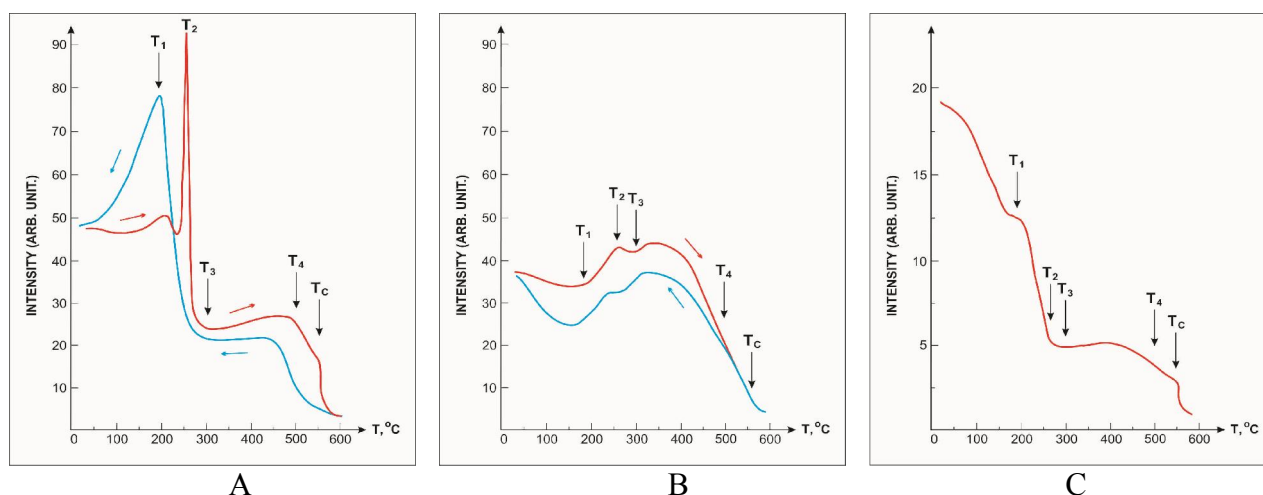 INTENSITY (ARB. UNIT.)
90
80
70
60
50
40
30
20
10
0
100
200
300
400
500
600
T, °C
T1
T2
T3
T4
TC
A
INTENSITY (ARB. UNIT.)
90
80
70
60
50
40
30
20
10
0
100
200
300
400
500
600
T, °C
T1
T2
T3
T4
TC
B
INTENSITY (ARB. UNIT.)
20
15
10
5
0
100
200
300
400
500
600
T, °C
T1
T2
T3
T4
TC
C